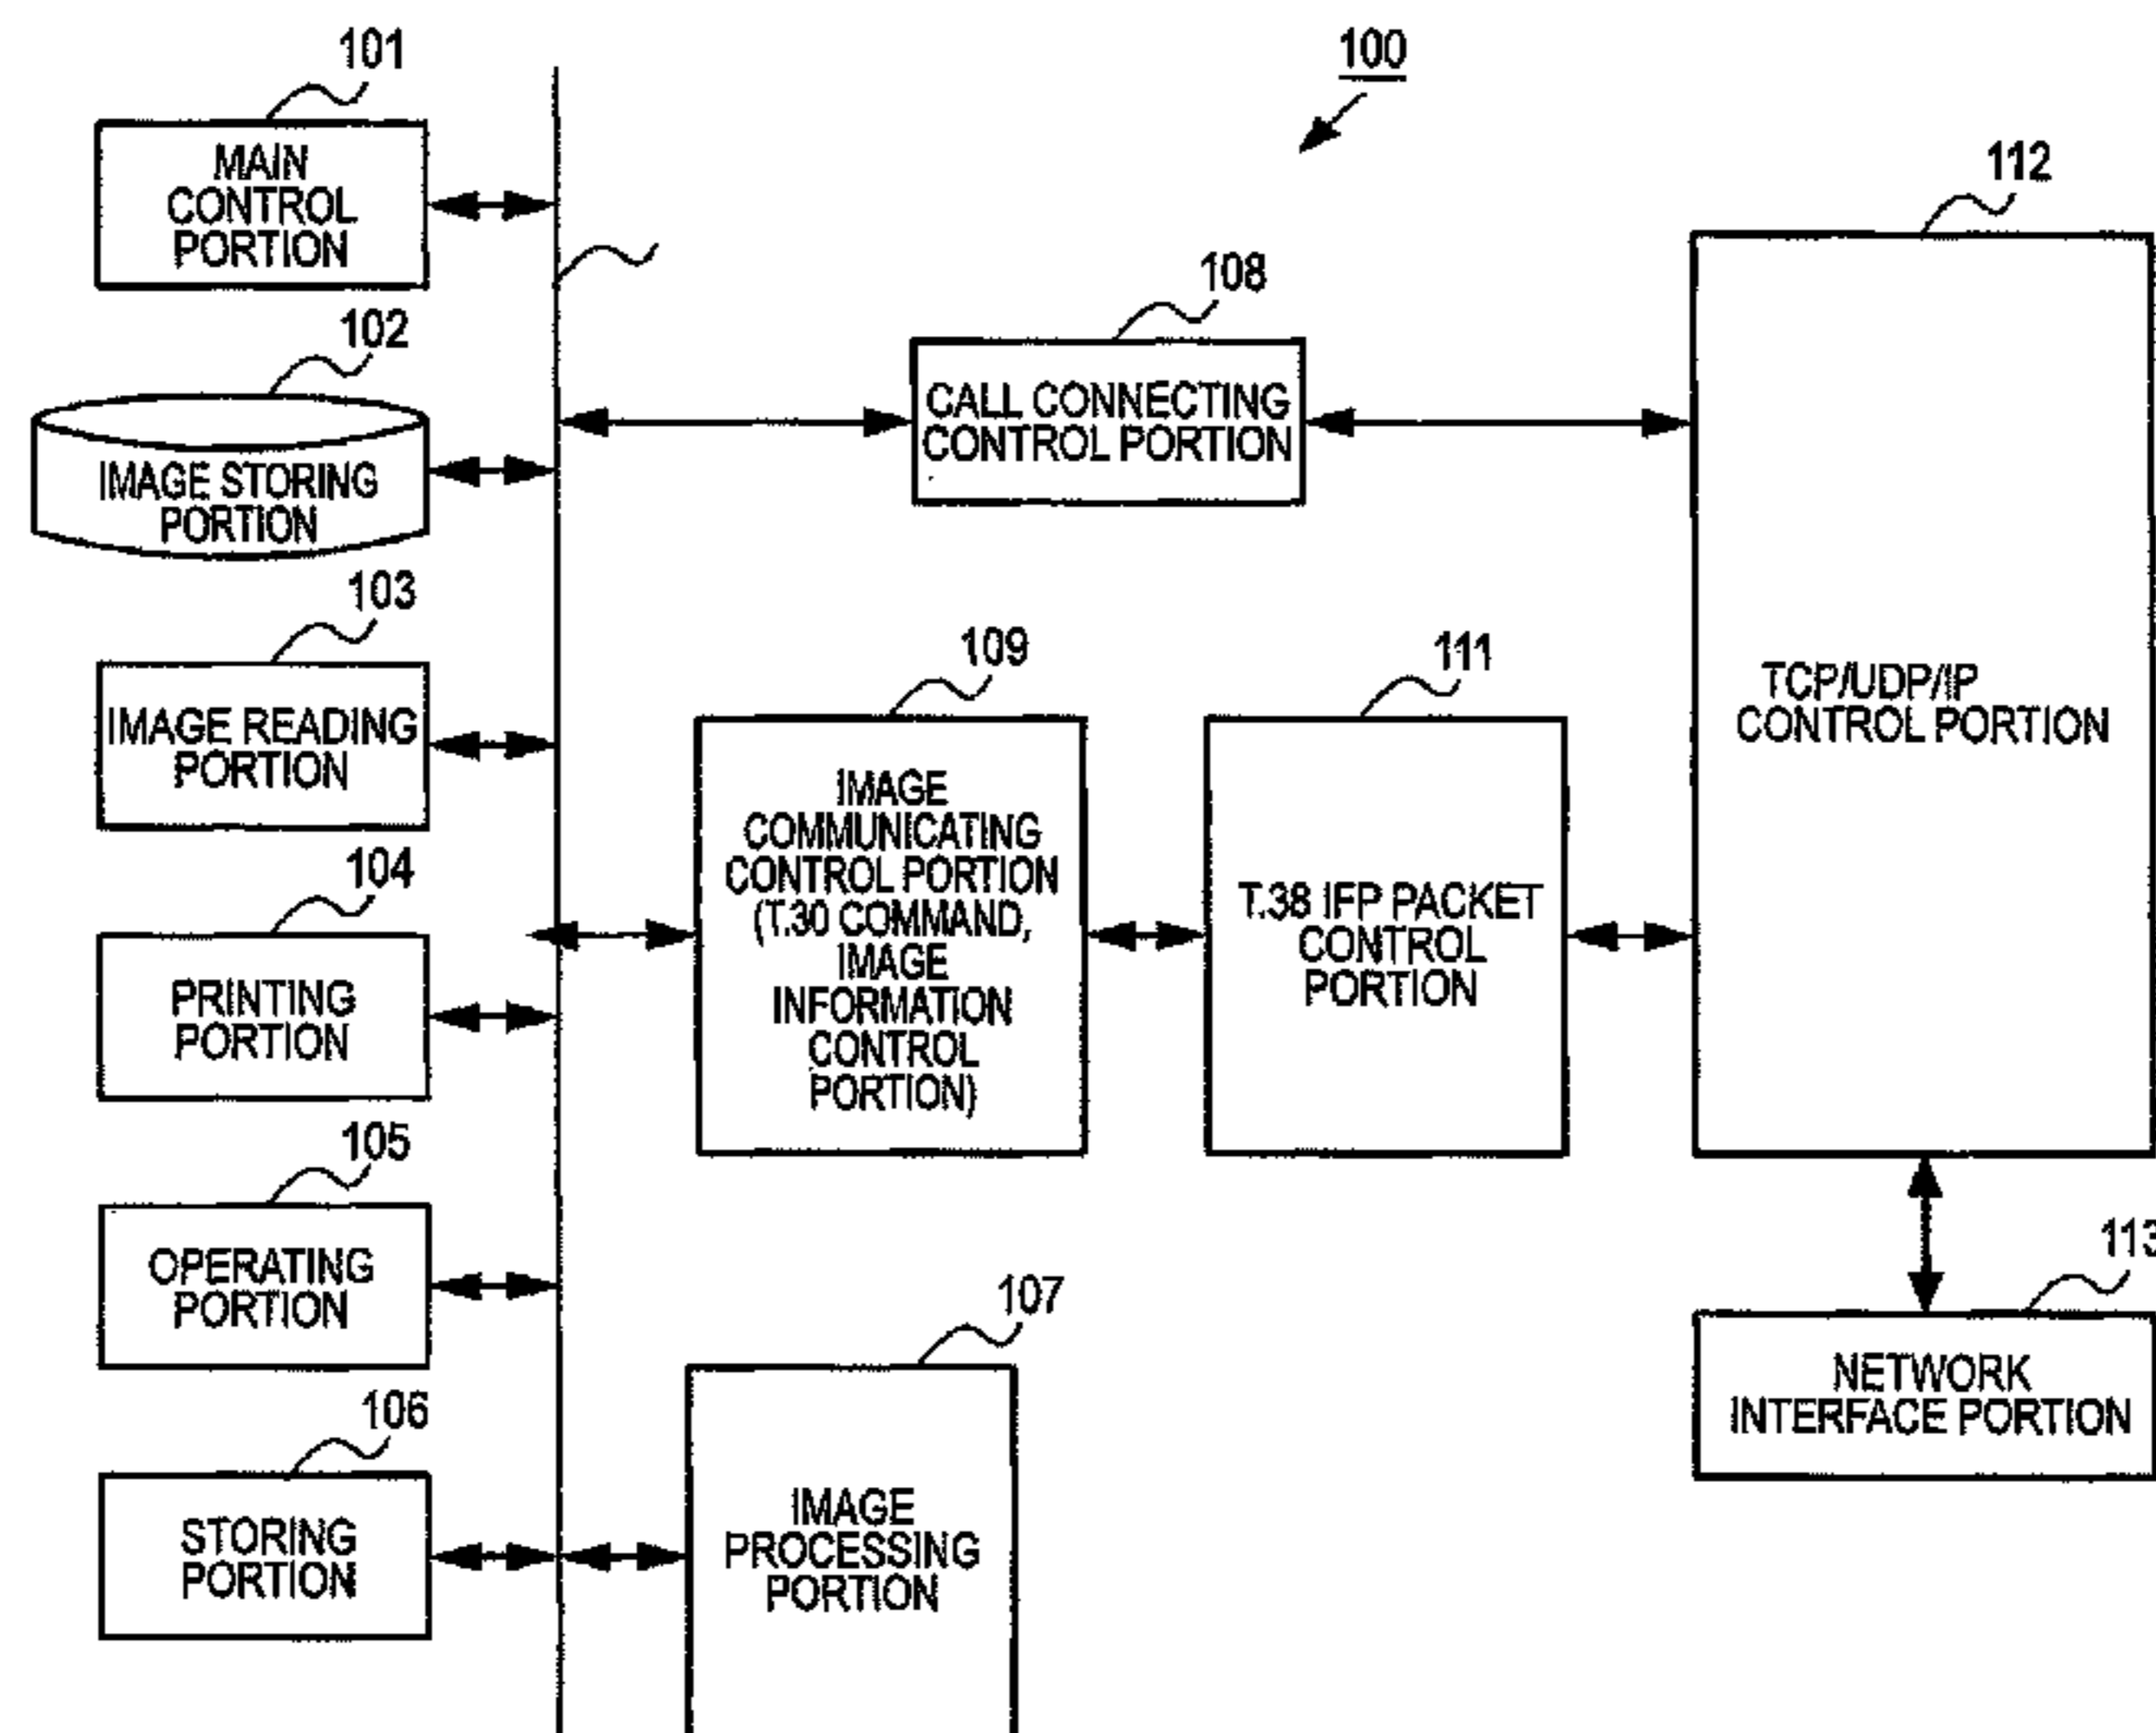 100
101
MAIN
CONTROL
PORTION
102
IMAGE STORING
PORTION
103
IMAGE READING
PORTION
104
PRINTING
PORTION
105
OPERATING
PORTION
106
STORING
PORTION
108
CALL CONNECTING
CONTROL PORTION
109
IMAGE
COMMUNICATING
CONTROL PORTION
(T.30 COMMAND,
IMAGE
INFORMATION
CONTROL
PORTION)
107
IMAGE
PROCESSING
PORTION
111
T.38 IFP PACKET
CONTROL
PORTION
112
TCP/UDP/IP
CONTROL PORTION
113
NETWORK
INTERFACE PORTION